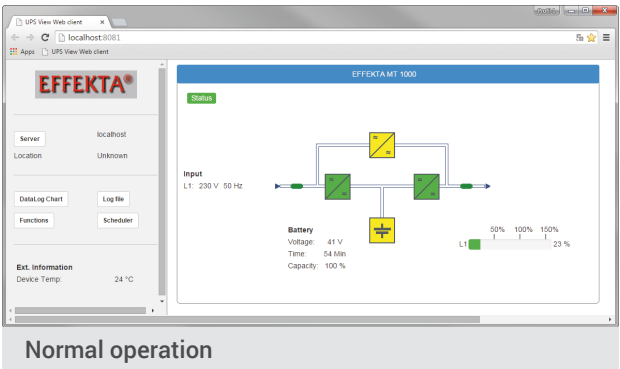 UPS View Web client
localhost:8081
Apps UPS View Web client
EFFEKTA®
Server localhost
Location Unknown
DataLog Chart Log file
Functions Scheduler
Ext. Information
Device Temp: 24 °C
EFFEKTA MT 1000
Status
Input
L1: 230 V 50 Hz
Battery
Voltage: 41 V
Time: 54 Min
Capacity: 100 %
50% 100% 150%
L1 23 %
Normal operation